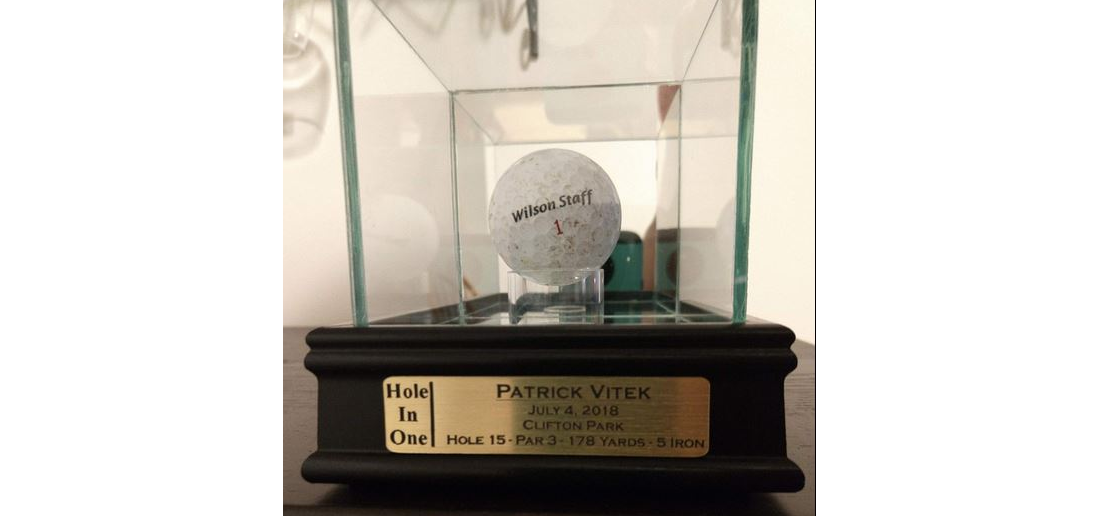 Wilson Staff
1
Hole
In
One
PATRICK VITEK
JULY 4, 2018
CLIFTON PARK
HOLE 15 - PAR 3 - 178 YARDS - 5 IRON